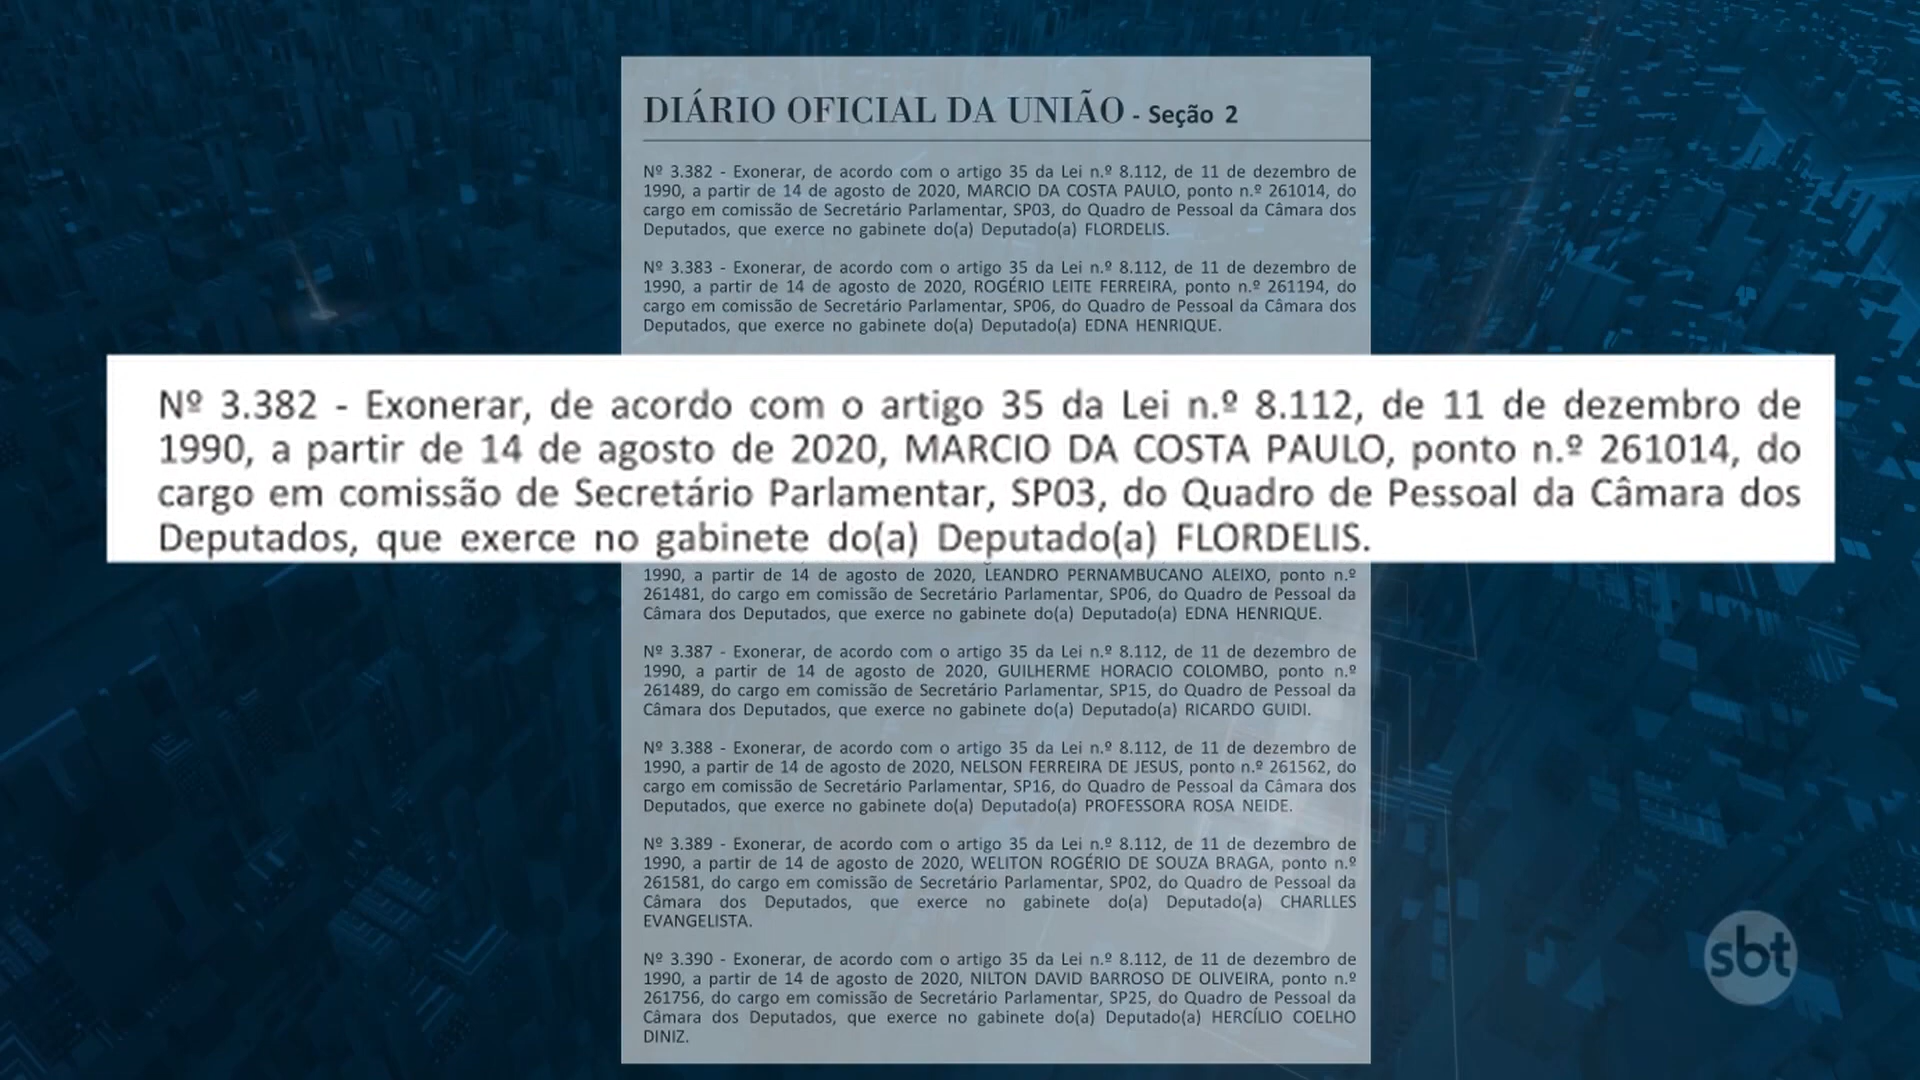 DIÁRIO OFICIAL DA UNIÃO - Seção 2
Nº 3.382 - Exonerar, de acordo com o artigo 35 da Lei n.º 8.112, de 11 de dezembro de
1990, a partir de 14 de agosto de 2020, MARCIO DA COSTA PAULO, ponto n.º 261014, do
cargo em comissão de Secretário Parlamentar, SP03, do Quadro de Pessoal da Câmara dos
Deputados, que exerce no gabinete do(a) Deputado(a) FLORDELIS.
Nº 3.383 - Exonerar, de acordo com o artigo 35 da Lei n.º 8.112, de 11 de dezembro de
1990, a partir de 14 de agosto de 2020, ROGÉRIO LEITE FERREIRA, ponto n.º 261194, do
cargo em comissão de Secretário Parlamentar, SP06, do Quadro de Pessoal da Câmara dos
Deputados, que exerce no gabinete do(a) Deputado(a) EDNA HENRIQUE.
Nº 3.382 - Exonerar, de acordo com o artigo 35 da Lei n.º 8.112, de 11 de dezembro de
1990, a partir de 14 de agosto de 2020, MARCIO DA COSTA PAULO, ponto n.º 261014, do
cargo em comissão de Secretário Parlamentar, SP03, do Quadro de Pessoal da Câmara dos
Deputados, que exerce no gabinete do(a) Deputado(a) FLORDELIS.
1990, a partir de 14 de agosto de 2020, LEANDRO PERNAMBUCANO ALEIXO, ponto n.º
261481, do cargo em comissão de Secretário Parlamentar, SP06, do Quadro de Pessoal da
Câmara dos Deputados, que exerce no gabinete do(a) Deputado(a) EDNA HENRIQUE.
Nº 3.387 - Exonerar, de acordo com o artigo 35 da Lei n.º 8.112, de 11 de dezembro de
1990, a partir de 14 de agosto de 2020, GUILHERME HORACIO COLOMBO, ponto n.º
261489, do cargo em comissão de Secretário Parlamentar, SP15, do Quadro de Pessoal da
Câmara dos Deputados, que exerce no gabinete do(a) Deputado(a) RICARDO GUIDI.
Nº 3.388 - Exonerar, de acordo com o artigo 35 da Lei n.º 8.112, de 11 de dezembro de
1990, a partir de 14 de agosto de 2020, NELSON FERREIRA DE JESUS, ponto n.º 261562, do
cargo em comissão de Secretário Parlamentar, SP16, do Quadro de Pessoal da Câmara dos
Deputados, que exerce no gabinete do(a) Deputado(a) PROFESSORA ROSA NEIDE.
Nº 3.389 - Exonerar, de acordo com o artigo 35 da Lei n.º 8.112, de 11 de dezembro de
1990, a partir de 14 de agosto de 2020, WELITON ROGÉRIO DE SOUZA BRAGA, ponto n.º
261581, do cargo em comissão de Secretário Parlamentar, SP02, do Quadro de Pessoal da
Câmara dos Deputados, que exerce no gabinete do(a) Deputado(a) CHARLLES
EVANGELISTA.
Nº 3.390 - Exonerar, de acordo com o artigo 35 da Lei n.º 8.112, de 11 de dezembro de
1990, a partir de 14 de agosto de 2020, NILTON DAVID BARROSO DE OLIVEIRA, ponto n.º
261756, do cargo em comissão de Secretário Parlamentar, SP25, do Quadro de Pessoal da
Câmara dos Deputados, que exerce no gabinete do(a) Deputado(a) HERCÍLIO COELHO
DINIZ.
sbt